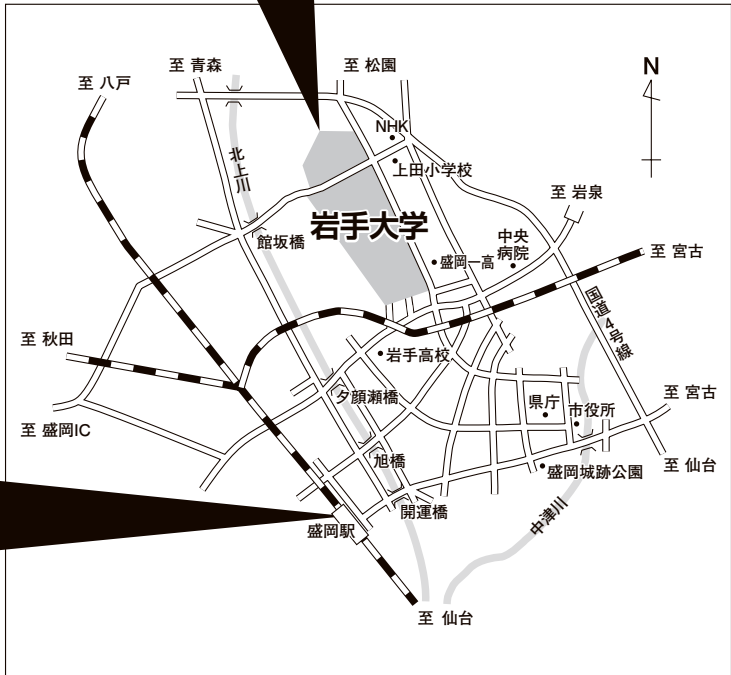 至 青森
至 松園
至 八戸
N
NHK
北上川
上田小学校
至 岩泉
岩手大学
館坂橋
中央
病院
至 宮古
盛岡一高
国道4号線
至 秋田
岩手高校
夕顔瀬橋
県庁
市役所
至 宮古
至 盛岡IC
旭橋
至 仙台
盛岡城跡公園
開運橋
盛岡駅
中津川
至 仙台